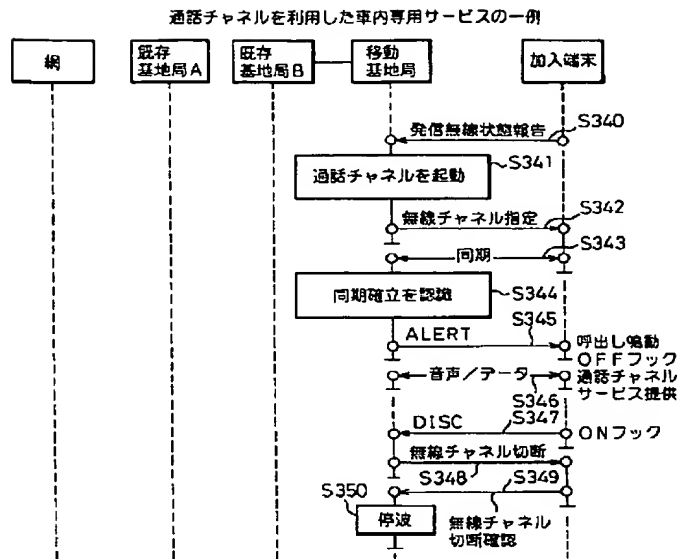 通話チャネルを利用した車内専用サービスの一例
網
既存
基地局A
既存
基地局B
移動
基地局
加入端末
発信無線状態報告
S340
通話チャネルを起動
S341
無線チャネル指定
S342
同期
S343
同期確立を認識
S344
ALERT
S345
呼出し鳴動
OFFフック
音声/データ
S346
通話チャネル
サービス提供
DISC
S347
ONフック
無線チャネル切断
S348
S349
無線チャネル
切断確認
S350
停波